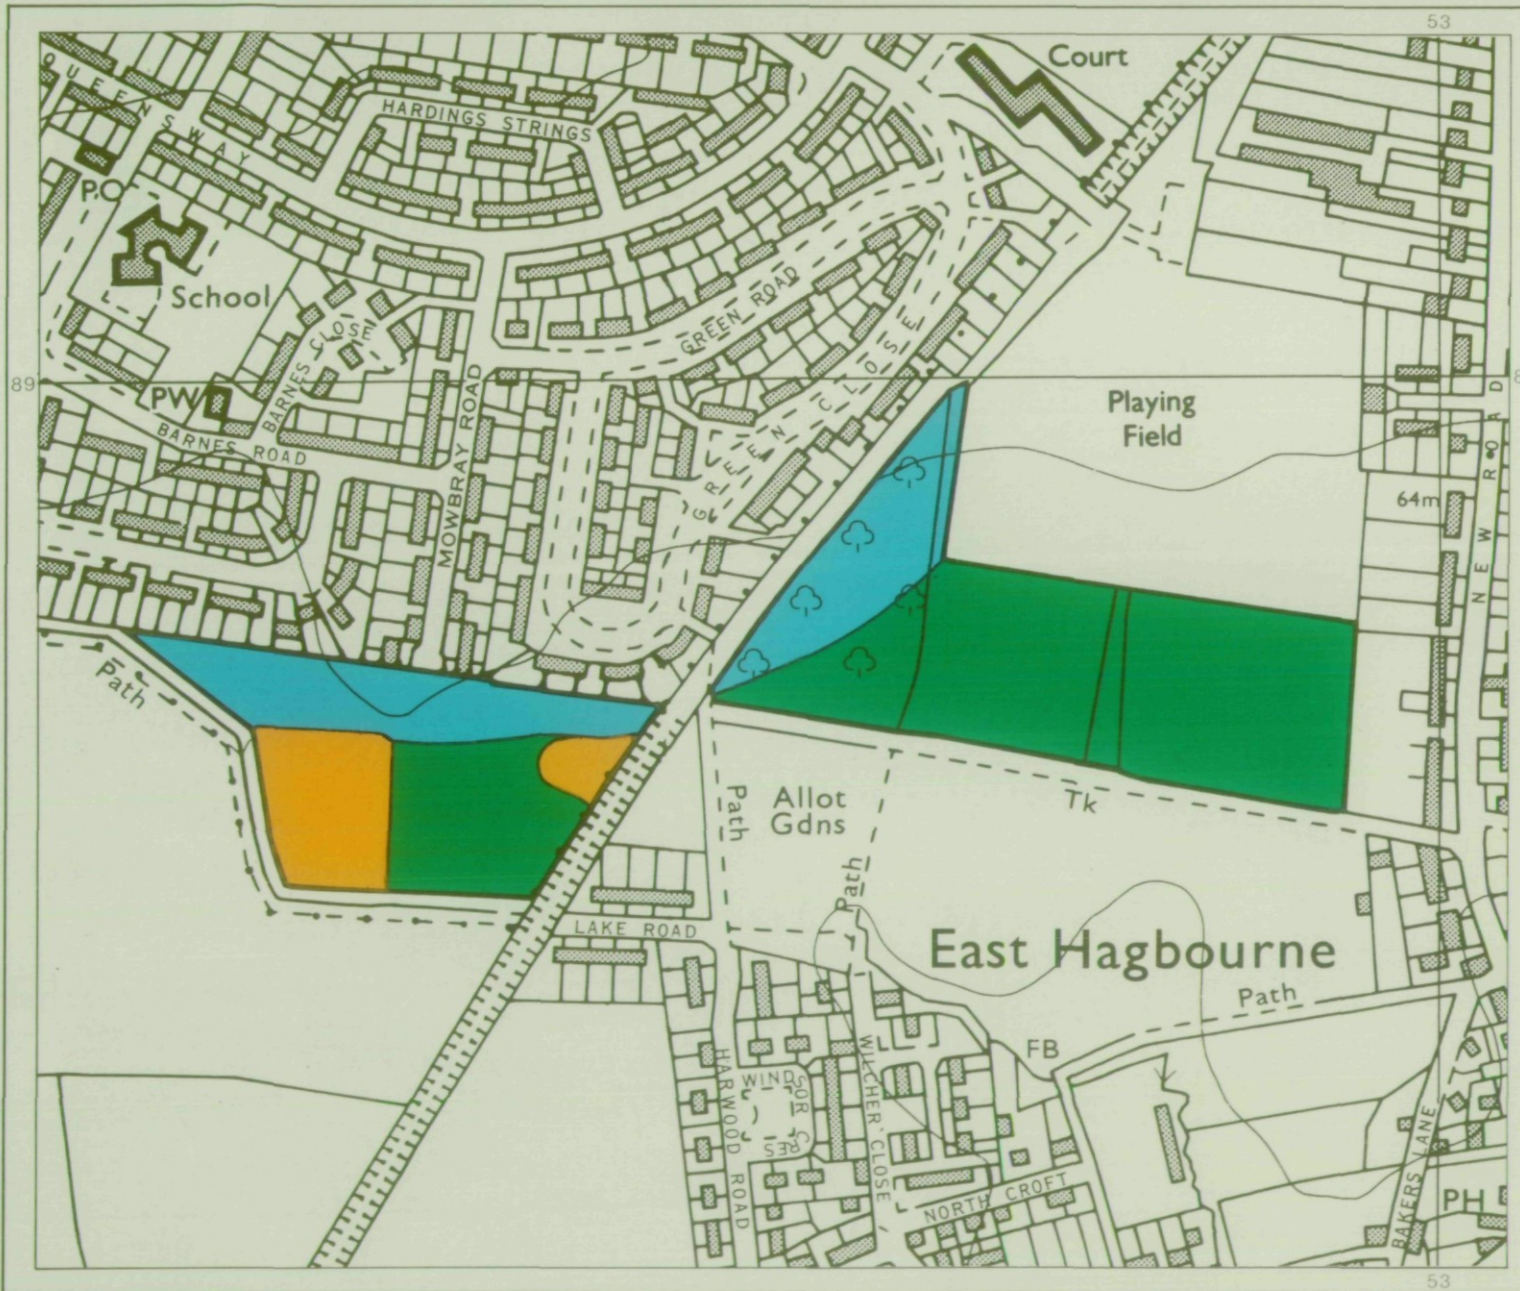 53
Court
QUEENSWAY
HARDINGS STRINGS
P.O
School
GREEN ROAD
BARNES CLOSE
89
8
PW
BARNES ROAD
MOWBRAY ROAD
GREEN CLOSE
Playing
Field
64m
NEW ROAD
Path
Path
Allot
Gdns
Tk
Path
LAKE ROAD
East Hagbourne
Path
FB
HARWOOD ROAD
WINDSOR CRES
WILCHER CLOSE
NORTH CROFT
BAKERS LANE
PH
53